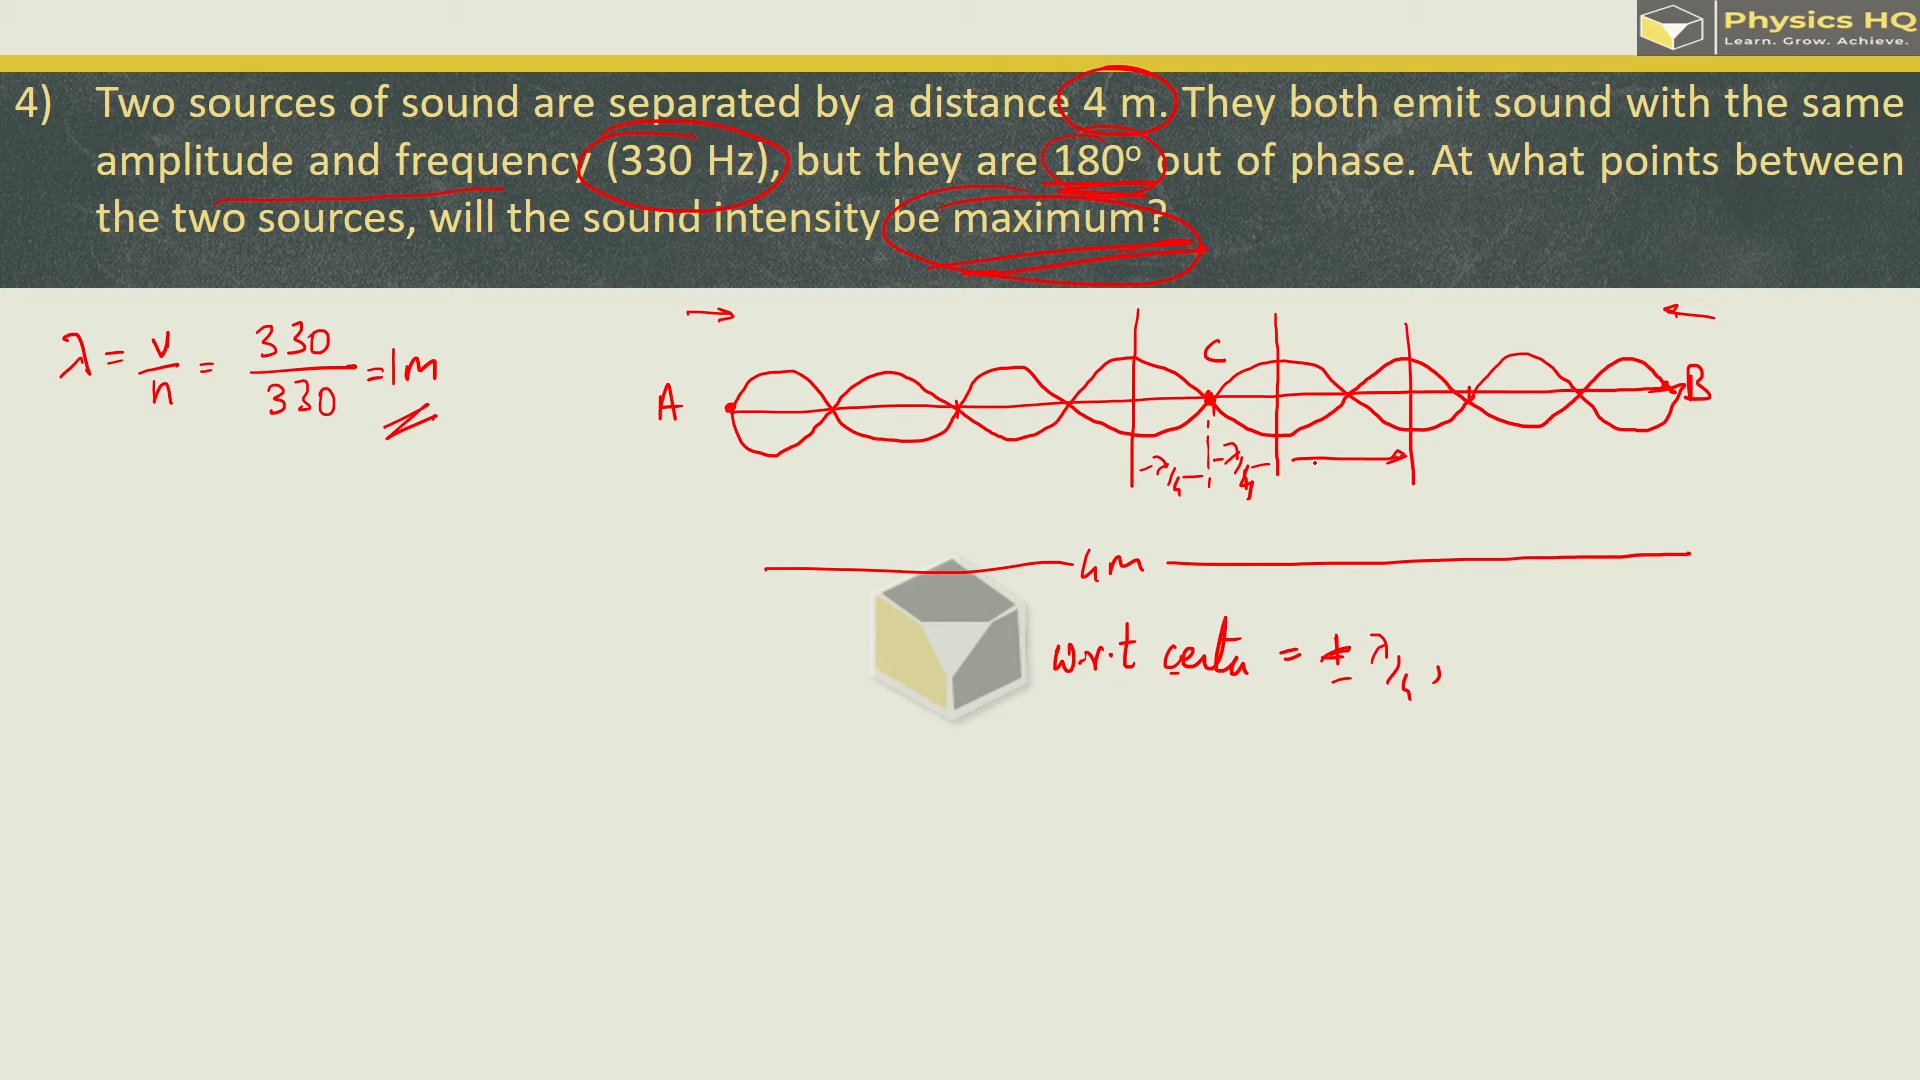 Physics HQ
Learn. Grow. Achieve.
4) Two sources of sound are separated by a distance 4 m. They both emit sound with the same
amplitude and frequency (330 Hz), but they are 180° out of phase. At what points between
the two sources, will the sound intensity be maximum?
λ = v/n = 330/330 = 1m
A C B
λ/4 λ/4
4m
w.r.t center = ± λ/4 ,